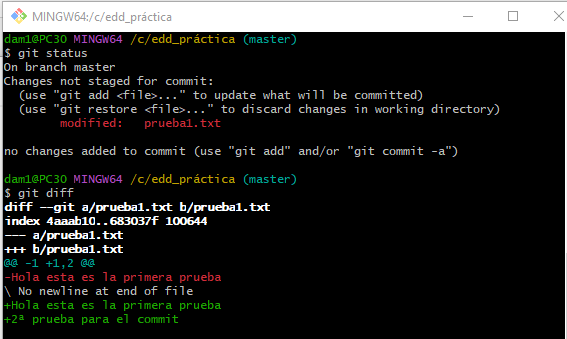 MINGW64:/c/edd_práctica
dam1@PC30 MINGW64 /c/edd_práctica (master)
$ git status
On branch master
Changes not staged for commit:
  (use "git add <file>..." to update what will be committed)
  (use "git restore <file>..." to discard changes in working directory)
        modified:   prueba1.txt

no changes added to commit (use "git add" and/or "git commit -a")

dam1@PC30 MINGW64 /c/edd_práctica (master)
$ git diff
diff --git a/prueba1.txt b/prueba1.txt
index 4aaab10..683037f 100644
--- a/prueba1.txt
+++ b/prueba1.txt
@@ -1 +1,2 @@
-Hola esta es la primera prueba
\ No newline at end of file
+Hola esta es la primera prueba
+2ª prueba para el commit